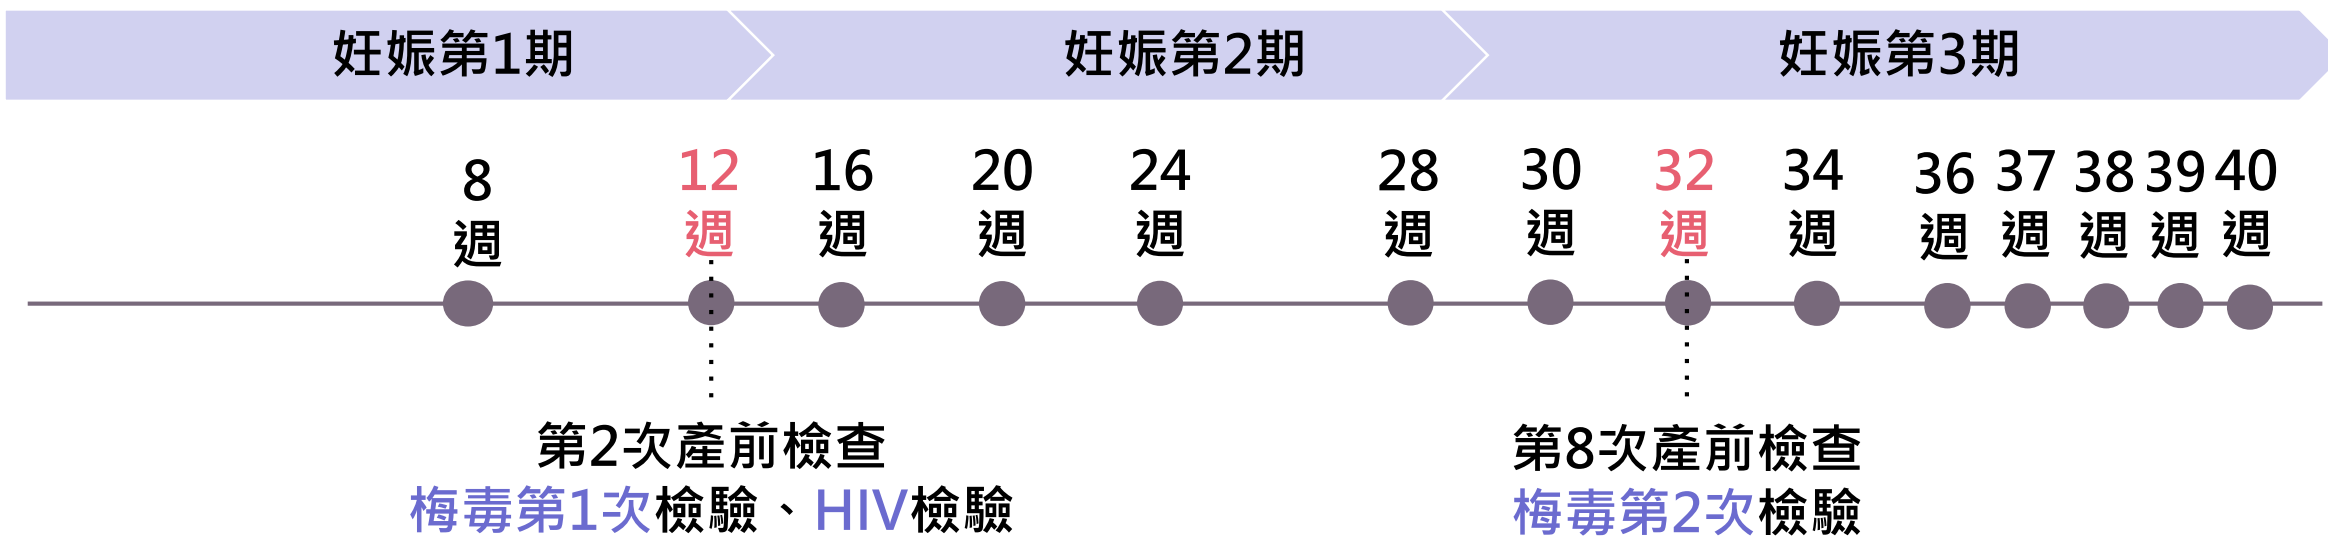 妊娠第1期
妊娠第2期
妊娠第3期
8
週
12
週
16
週
20
週
24
週
28
週
30
週
32
週
34
週
36
週
37
週
38
週
39
週
40
週
第2次產前檢查
梅毒第1次檢驗、HIV檢驗
第8次產前檢查
梅毒第2次檢驗